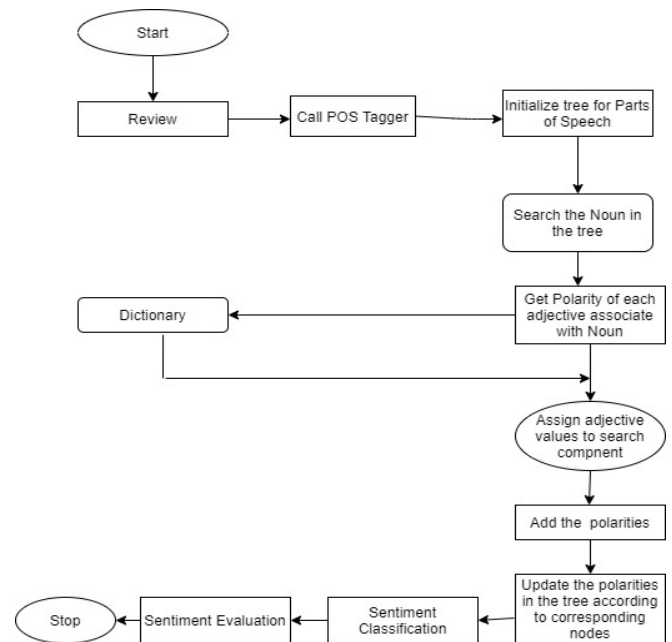 Start
Review
Call POS Tagger
Initialize tree for Parts
of Speech
Search the Noun in
the tree
Get Polarity of each
adjective associate
with Noun
Dictionary
Assign adjective
values to search
compnent
Add the polarities
Update the polarities
in the tree according
to corresponding
nodes
Sentiment
Classification
Sentiment Evaluation
Stop